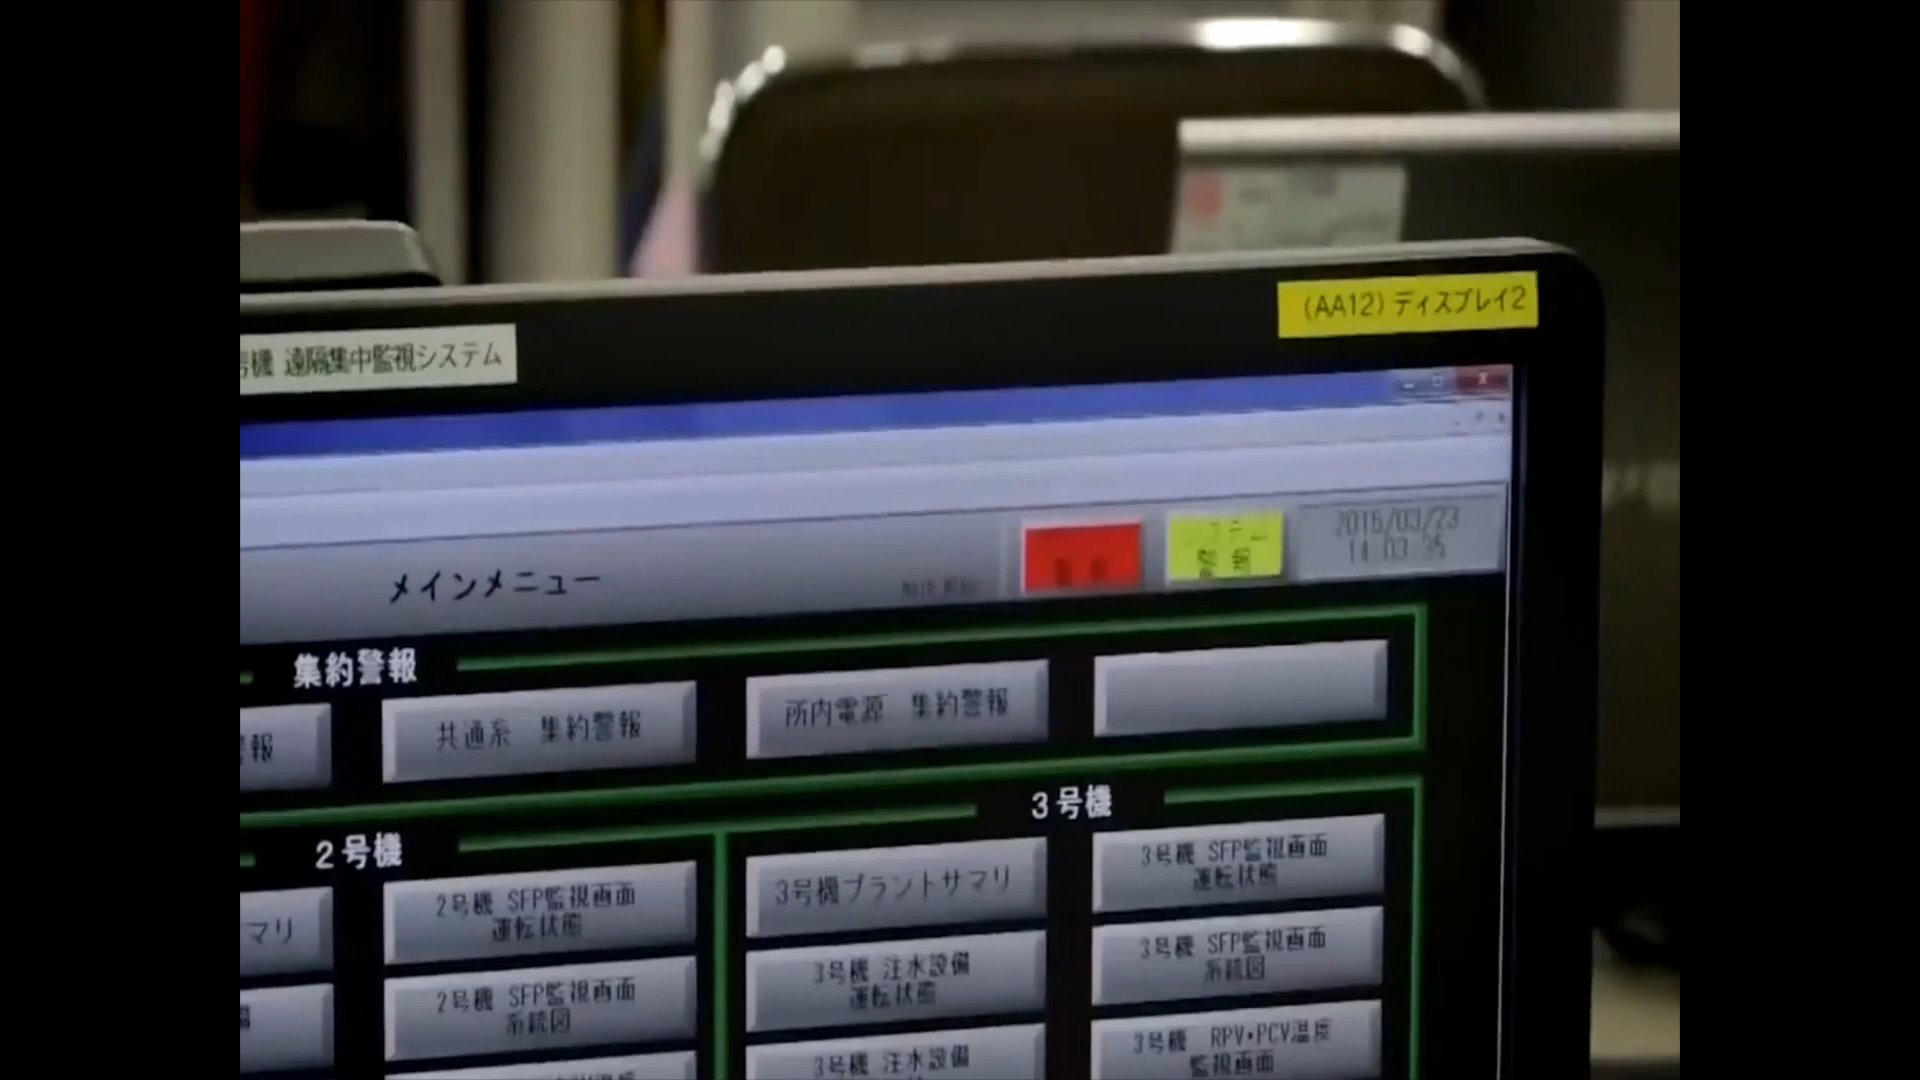 (AA12) ディスプレイ2
号機 遠隔集中監視システム
14:03:35
メインメニュー
集約警報
警報
共通系 集約警報
所内電源 集約警報
3号機
2号機
マリ
2号機 SFP監視画面
運転状態
3号機プラントサマリ
3号機 SFP監視画面
運転状態
2号機 SFP監視画面
系統図
3号機 注水設備
運転状態
3号機 SFP監視画面
系統図
3号機 注水設備
3号機 RPV・PCV温度
監視画面